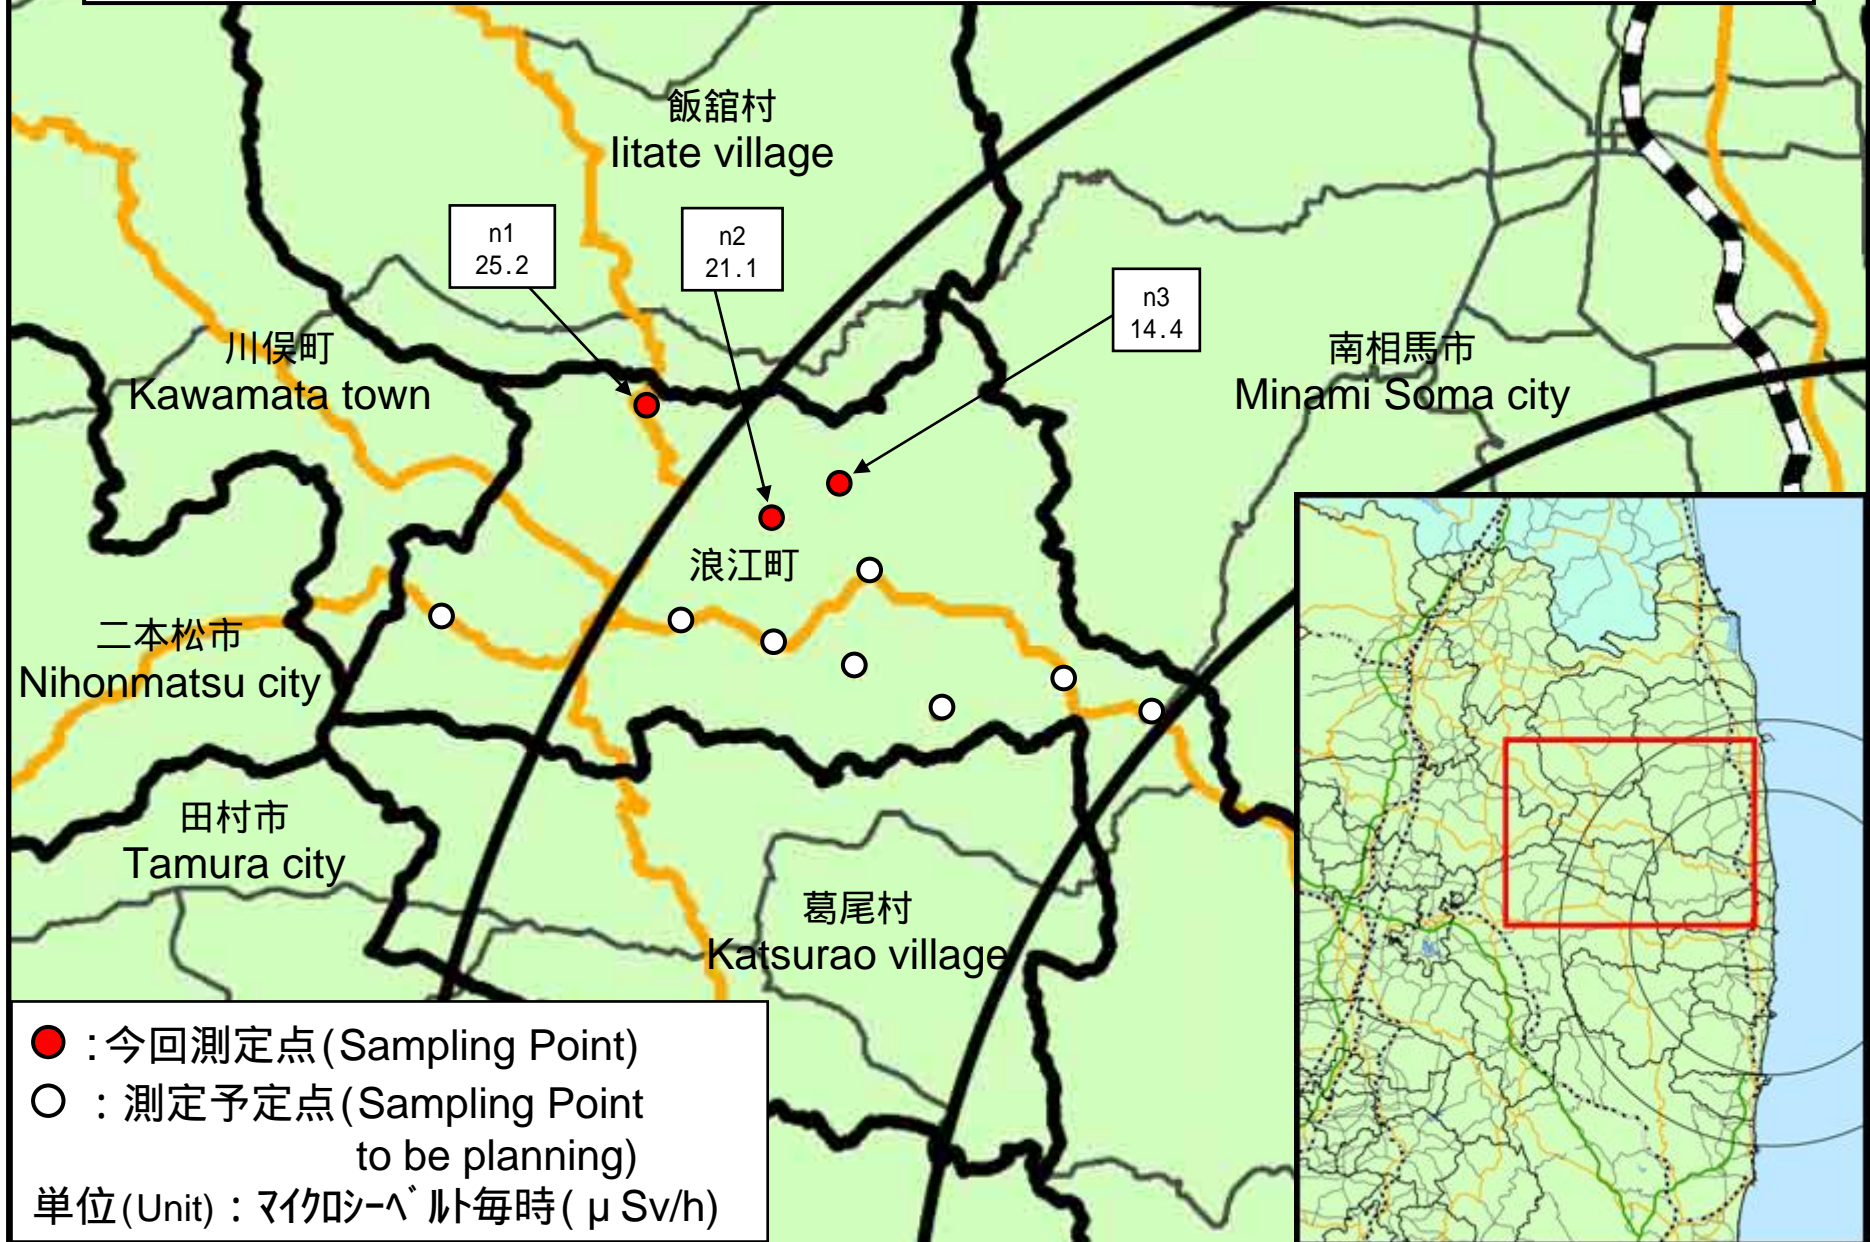 飯舘村
Iitate village
n1
25.2
n2
21.1
n3
14.4
川俣町
Kawamata town
南相馬市
Minami Soma city
浪江町
二本松市
Nihonmatsu city
田村市
Tamura city
葛尾村
Katsurao village
：今回測定点(Sampling Point)
：測定予定点(Sampling Point
to be planning)
単位(Unit)：ﾏｲｸﾛｼｰﾍﾞﾙﾄ毎時( μ Sv/h)